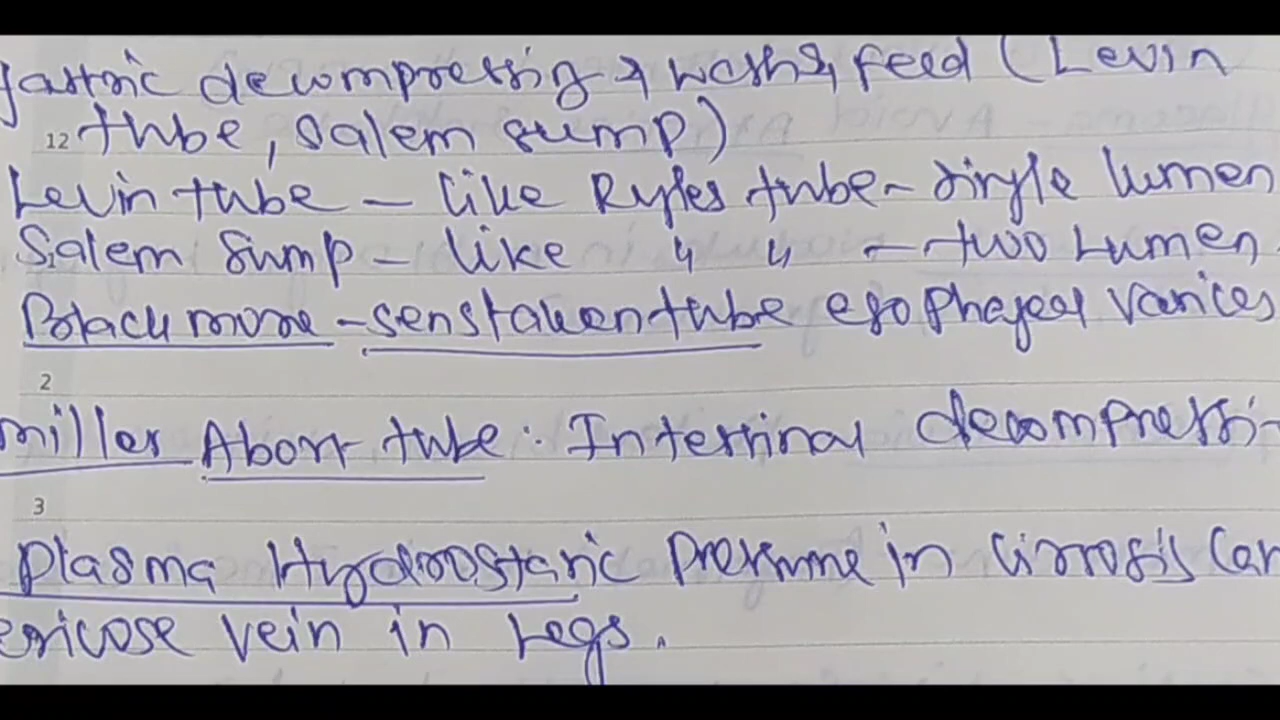 gastric decompressing & wash & feed (Levin
12 tube, Salem sump)
Levin tube - like Ryles tube - single lumen
Salem Sump - like " " - two Lumen
Blackmore - senstaken tube esophageal varices
2
miller Abort tube :- Intestinal decompressi
3
Plasma Hydrostatic Pressure in Cirrosis Can
ericose vein in Legs.